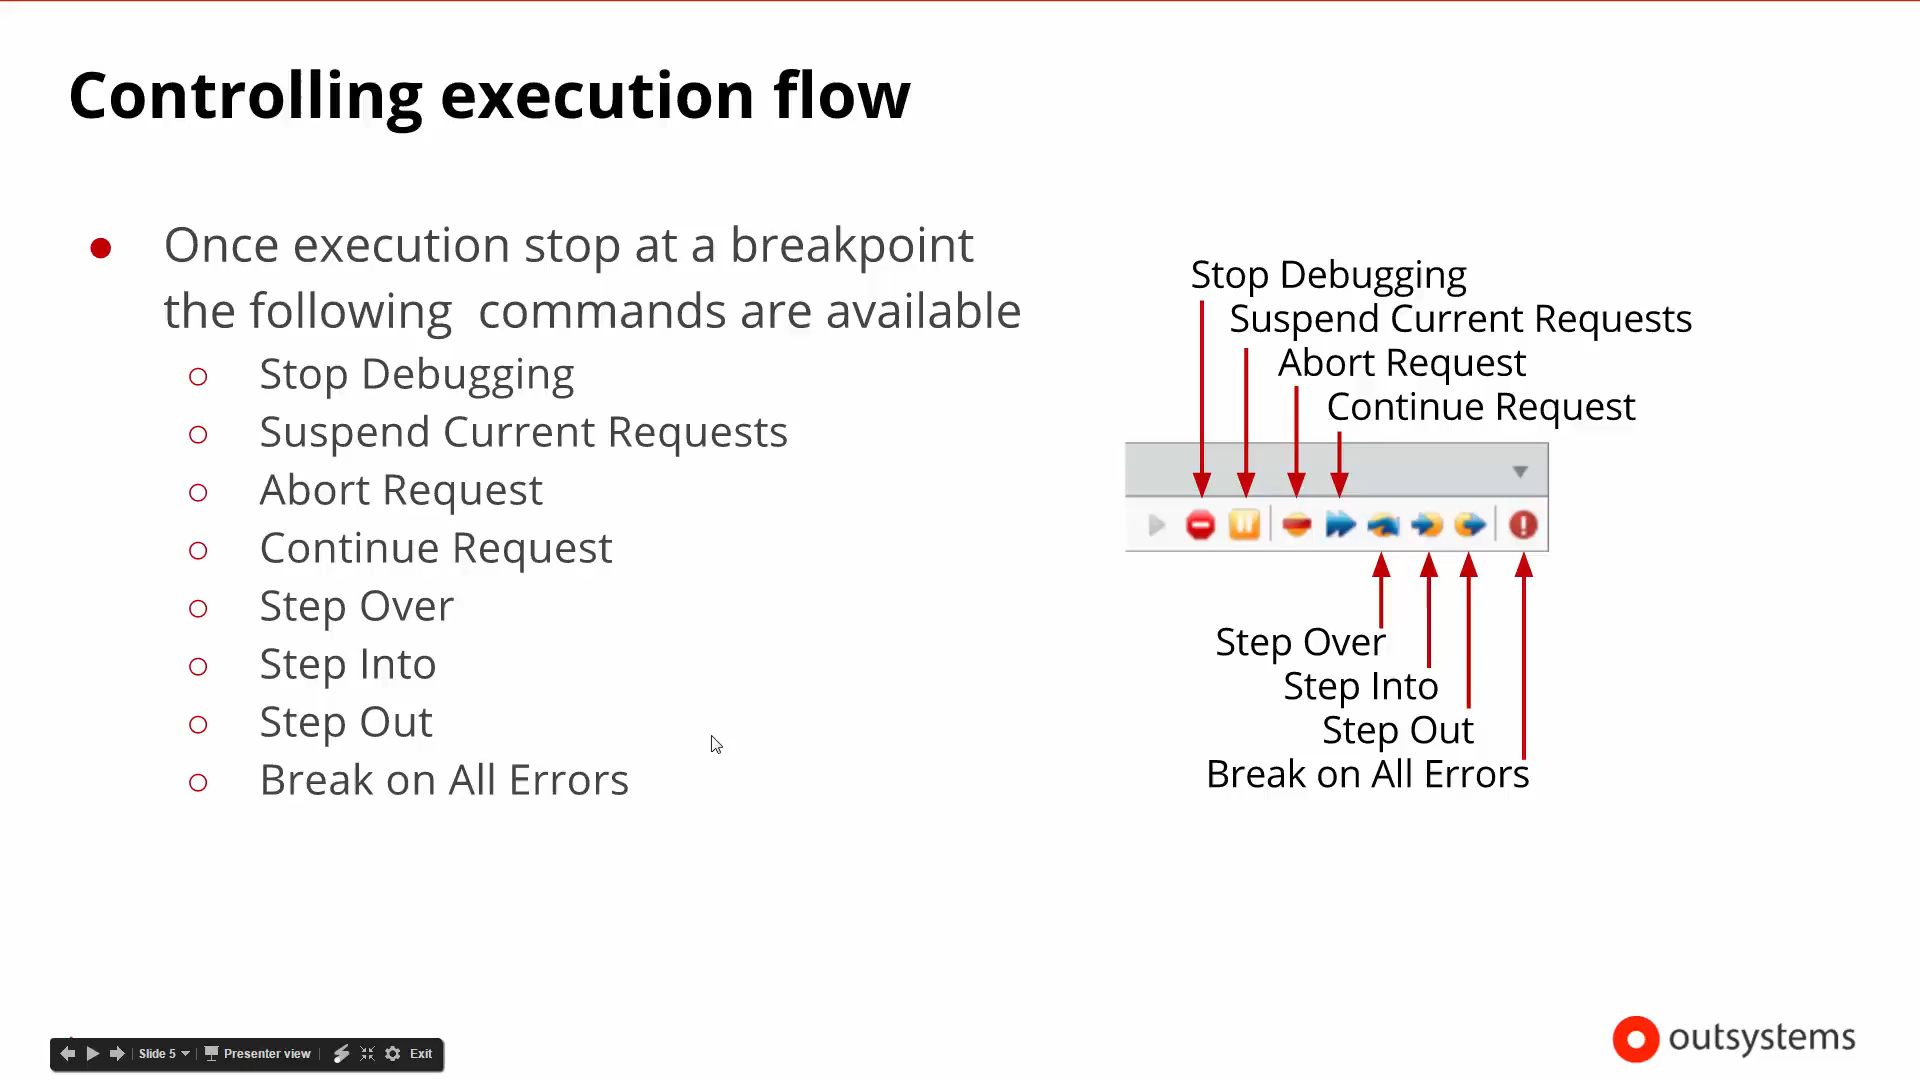 Controlling execution flow
Once execution stop at a breakpoint
the following commands are available
Stop Debugging
Suspend Current Requests
Abort Request
Continue Request
Step Over
Step Into
Step Out
Break on All Errors
Stop Debugging
Suspend Current Requests
Abort Request
Continue Request
Step Over
Step Into
Step Out
Break on All Errors
Slide 5
Presenter view
Exit
outsystems